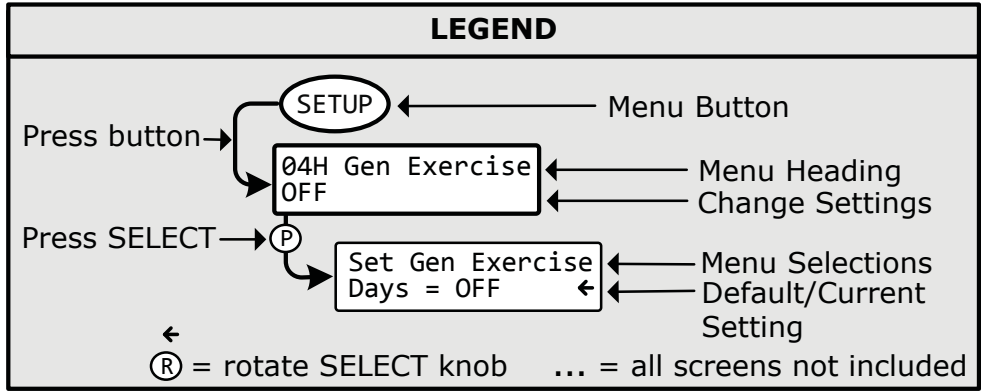 LEGEND
SETUP
Menu Button
Press button
04H Gen Exercise
OFF
Menu Heading
Change Settings
Press SELECT
P
Set Gen Exercise
Days = OFF ←
Menu Selections
Default/Current
Setting
←
R = rotate SELECT knob ... = all screens not included